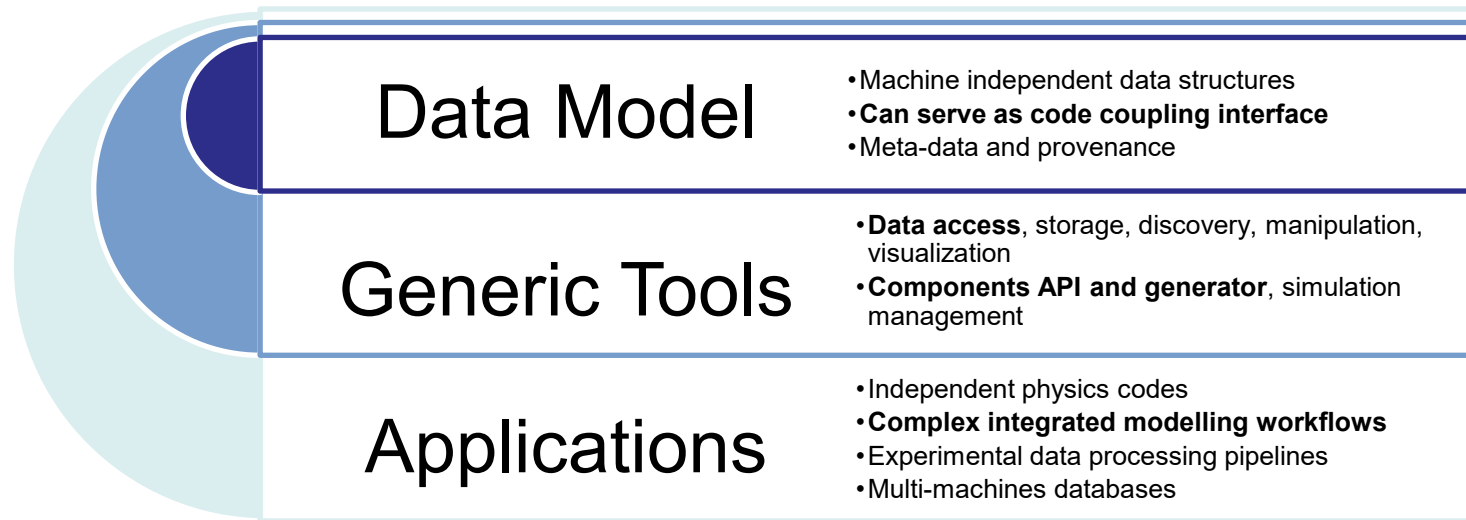 Data Model
•Machine independent data structures
•Can serve as code coupling interface
•Meta-data and provenance
Generic Tools
•Data access, storage, discovery, manipulation,
visualization
•Components API and generator, simulation
management
Applications
•Independent physics codes
•Complex integrated modelling workflows
•Experimental data processing pipelines
•Multi-machines databases